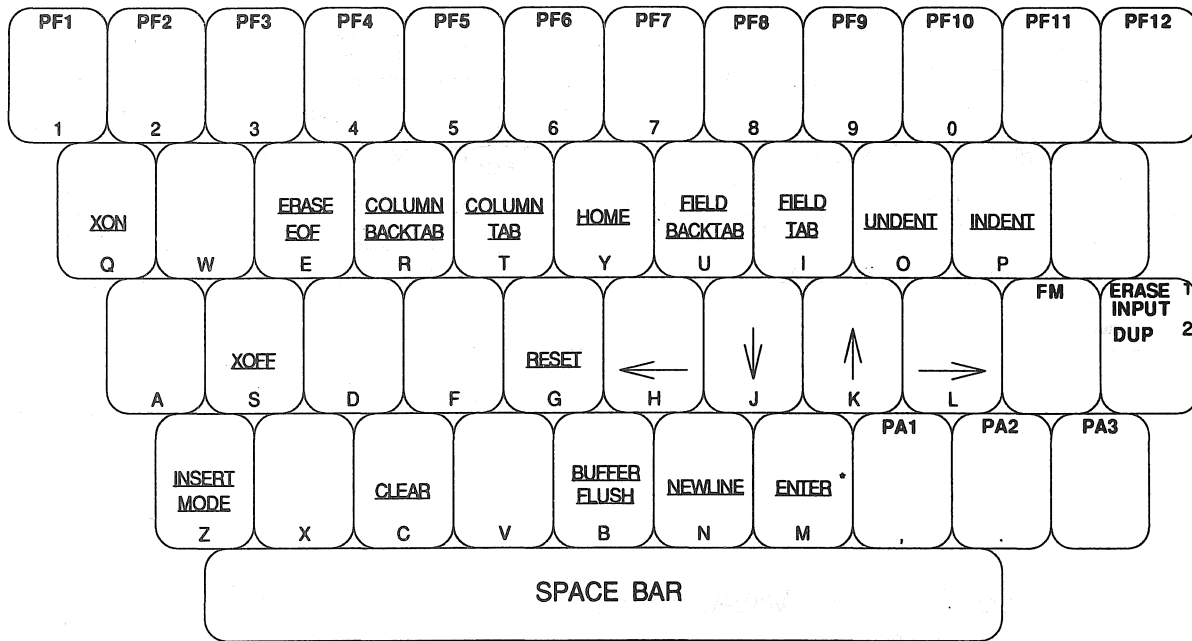 PF1 PF2 PF3 PF4 PF5 PF6 PF7 PF8 PF9 PF10 PF11 PF12
1 2 3 4 5 6 7 8 9 0
ERASE COLUMN COLUMN FIELD FIELD
XON HOME UNDENT INDENT
EOF BACKTAB TAB BACKTAB TAB
Q W E R T Y U I O P
FM ERASE 1
INPUT
DUP 2
XOFF RESET
A S D F G H J K L
PA1 PA2 PA3
INSERT BUFFER
CLEAR NEWLINE ENTER *
MODE FLUSH
Z X C V B N M , .
SPACE BAR